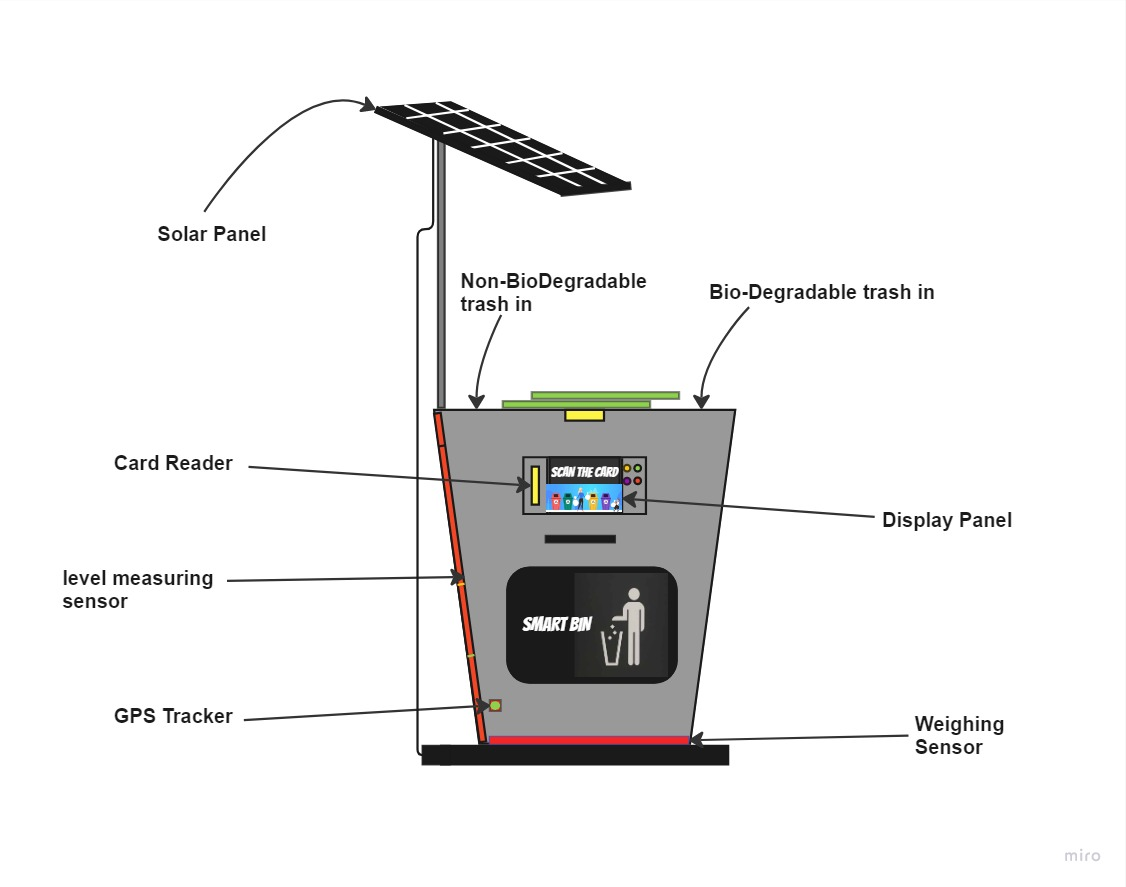 Solar Panel
Non-BioDegradable
trash in
Bio-Degradable trash in
Card Reader
SCAN THE CARD
Display Panel
level measuring
sensor
SMART BIN
GPS Tracker
Weighing
Sensor
miro